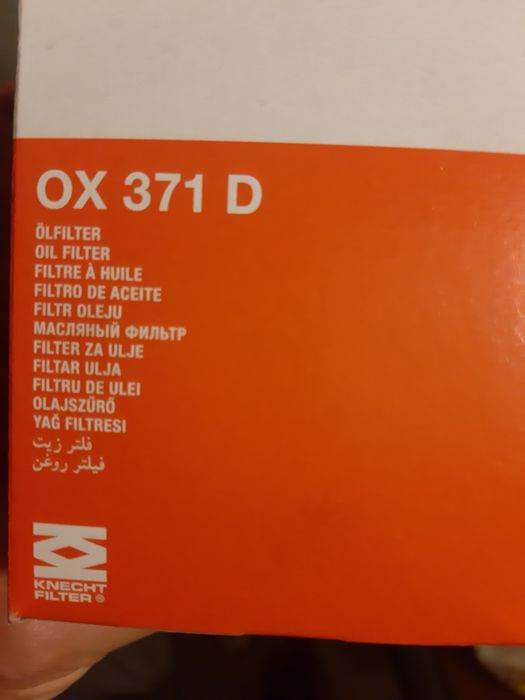 OX 371 D
ÖLFILTER
OIL FILTER
FILTRE À HUILE
FILTRO DE ACEITE
FILTR OLEJU
МАСЛЯНЫЙ ФИЛЬТР
FILTER ZA ULJE
FILTAR ULJA
FILTRU DE ULEI
OLAJSZŰRŐ
YAĞ FILTRESI
فلتر زيت
فیلتر روغن
KNECHT
FILTER ®